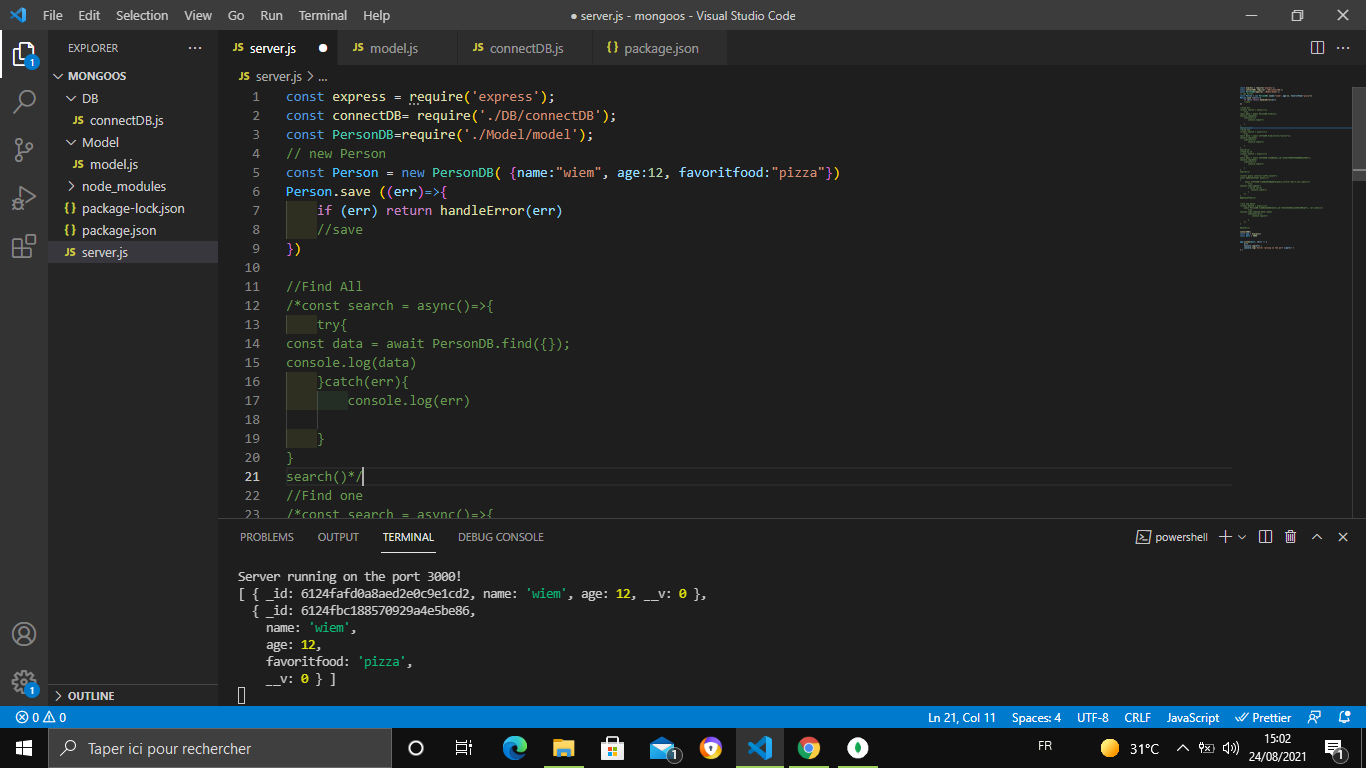 File Edit Selection View Go Run Terminal Help ● server.js - mongoos - Visual Studio Code
EXPLORER ···
MONGOOS
DB
JS connectDB.js
Model
JS model.js
node_modules
{} package-lock.json
{} package.json
JS server.js
OUTLINE
1
1
JS server.js ● JS model.js JS connectDB.js {} package.json ···
JS server.js > ...
1 const express = require('express');
2 const connectDB= require('./DB/connectDB');
3 const PersonDB=require('./Model/model');
4 // new Person
5 const Person = new PersonDB( {name:"wiem", age:12, favoritfood:"pizza"})
6 Person.save ((err)=>{
7 if (err) return handleError(err)
8 //save
9 })
10
11 //Find All
12 /*const search = async()=>{
13 try{
14 const data = await PersonDB.find({});
15 console.log(data)
16 }catch(err){
17 console.log(err)
18
19 }
20 }
21 search()*/
22 //Find one
23 /*const search = async()=>{
PROBLEMS OUTPUT TERMINAL DEBUG CONSOLE powershell
Server running on the port 3000!
[ { _id: 6124fafd0a8aed2e0c9e1cd2, name: 'wiem', age: 12, __v: 0 },
{ _id: 6124fbc188570929a4e5be86,
name: 'wiem',
age: 12,
favoritfood: 'pizza',
__v: 0 } ]
0 0 Ln 21, Col 11 Spaces: 4 UTF-8 CRLF JavaScript Prettier
Taper ici pour rechercher 1 FR 31°C 15:02
24/08/2021 1